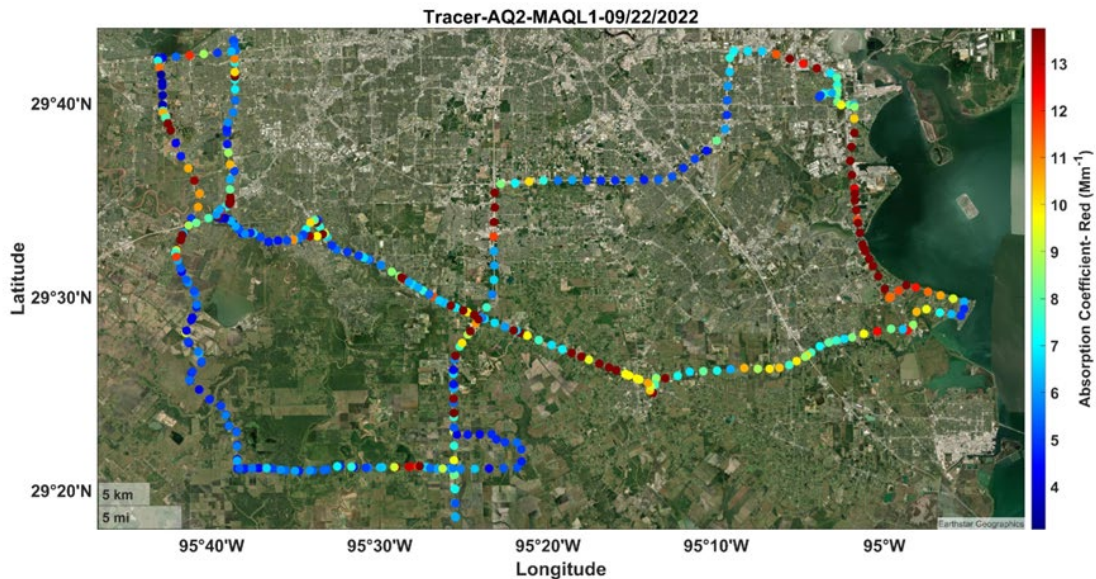 Tracer-AQ2-MAQL1-09/22/2022
29°40'N
29°30'N
29°20'N
Latitude
95°40'W
95°30'W
95°20'W
95°10'W
95°W
Longitude
5 km
5 mi
Earthstar Geographics
13
12
11
10
9
8
7
6
5
4
Absorption Coefficient- Red (Mm⁻¹)